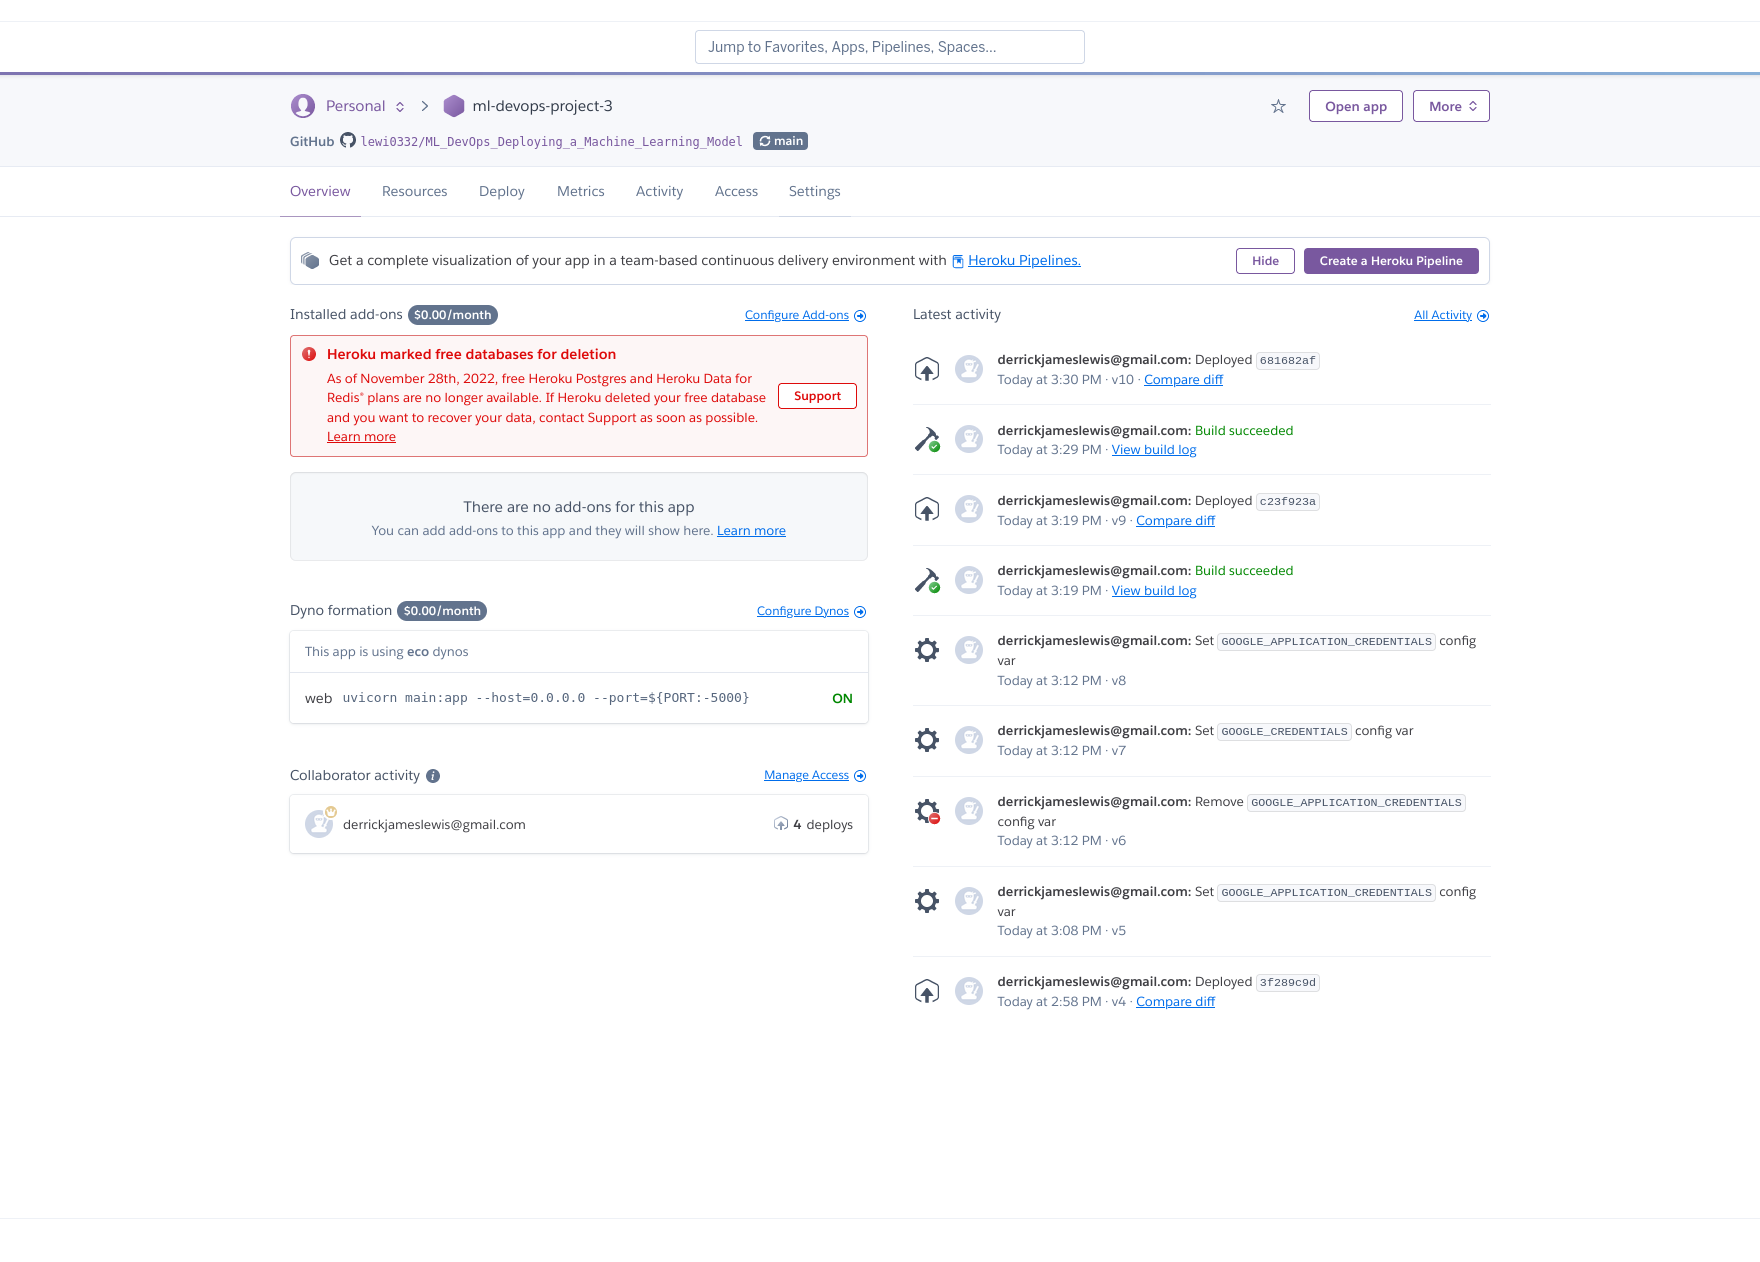 Jump to Favorites, Apps, Pipelines, Spaces...
Personal
ml-devops-project-3
Open app
More
GitHub lewi0332/ML_DevOps_Deploying_a_Machine_Learning_Model main
Overview Resources Deploy Metrics Activity Access Settings
Get a complete visualization of your app in a team-based continuous delivery environment with Heroku Pipelines.
Hide
Create a Heroku Pipeline
Installed add-ons $0.00/month
Configure Add-ons
Heroku marked free databases for deletion
As of November 28th, 2022, free Heroku Postgres and Heroku Data for
Redis® plans are no longer available. If Heroku deleted your free database
and you want to recover your data, contact Support as soon as possible.
Learn more
Support
There are no add-ons for this app
You can add add-ons to this app and they will show here. Learn more
Dyno formation $0.00/month
Configure Dynos
This app is using eco dynos
web uvicorn main:app --host=0.0.0.0 --port=${PORT:-5000}
ON
Collaborator activity
Manage Access
derrickjameslewis@gmail.com
4 deploys
Latest activity
All Activity
derrickjameslewis@gmail.com: Deployed 681682af
Today at 3:30 PM · v10 · Compare diff
derrickjameslewis@gmail.com: Build succeeded
Today at 3:29 PM · View build log
derrickjameslewis@gmail.com: Deployed c23f923a
Today at 3:19 PM · v9 · Compare diff
derrickjameslewis@gmail.com: Build succeeded
Today at 3:19 PM · View build log
derrickjameslewis@gmail.com: Set GOOGLE_APPLICATION_CREDENTIALS config
var
Today at 3:12 PM · v8
derrickjameslewis@gmail.com: Set GOOGLE_CREDENTIALS config var
Today at 3:12 PM · v7
derrickjameslewis@gmail.com: Remove GOOGLE_APPLICATION_CREDENTIALS
config var
Today at 3:12 PM · v6
derrickjameslewis@gmail.com: Set GOOGLE_APPLICATION_CREDENTIALS config
var
Today at 3:08 PM · v5
derrickjameslewis@gmail.com: Deployed 3f289c9d
Today at 2:58 PM · v4 · Compare diff